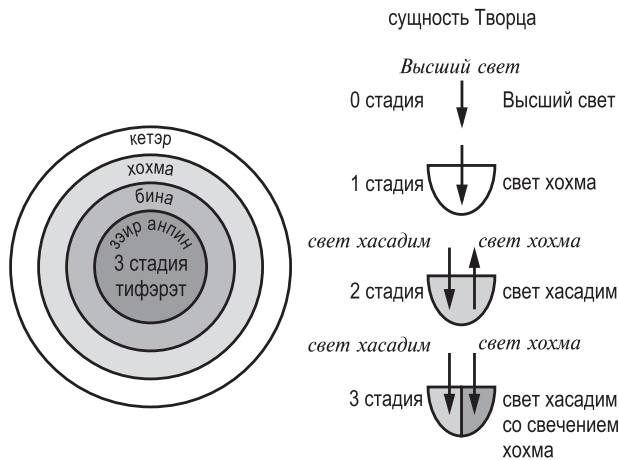 сущность Творца
Высший свет
0 стадия
Высший свет
кетэр
хохма
бина
зэир анпин
3 стадия
тифэрэт
1 стадия
свет хохма
свет хасадим
свет хохма
2 стадия
свет хасадим
свет хасадим
свет хохма
3 стадия
свет хасадим
со свечением
хохма